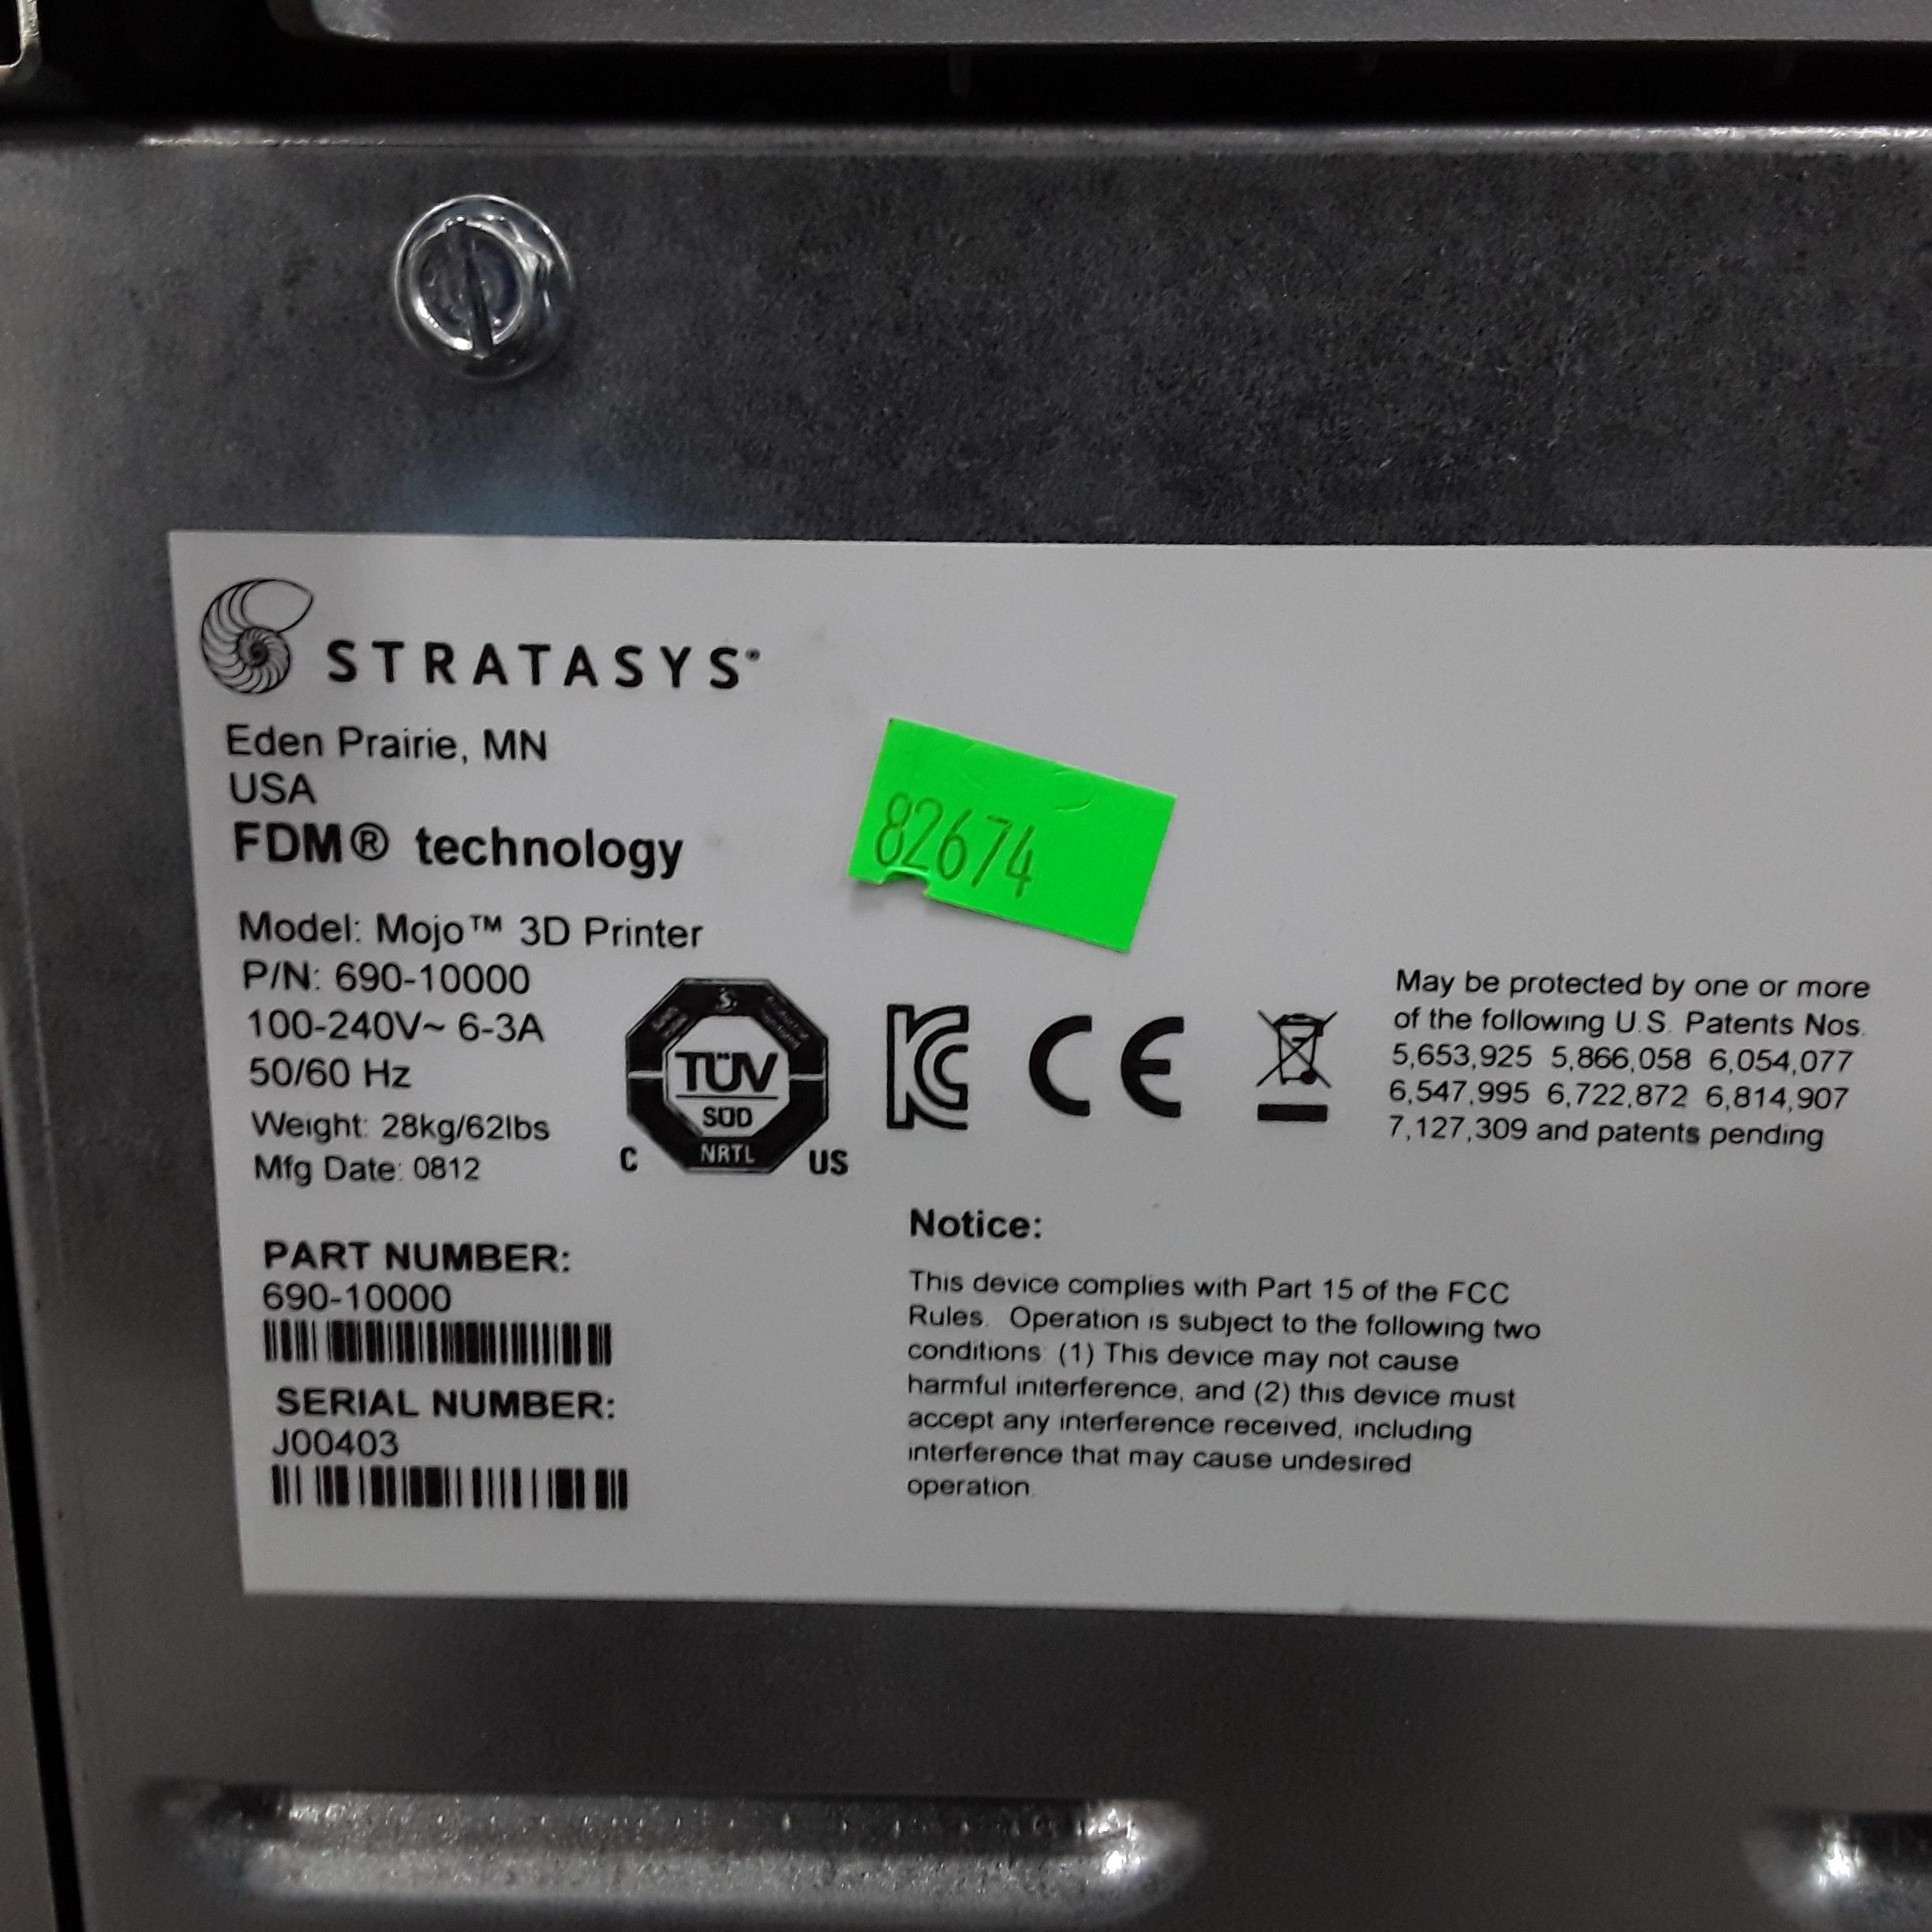 STRATASYS®
Eden Prairie, MN
USA
FDM® technology
82674
Model: Mojo™ 3D Printer
P/N: 690-10000
100-240V~ 6-3A
50/60 Hz
Weight: 28kg/62lbs
Mfg Date: 0812
TÜV
SÜD
NRTL
C US
CE
May be protected by one or more
of the following U.S. Patents Nos.
5,653,925 5,866,058 6,054,077
6,547,995 6,722,872 6,814,907
7,127,309 and patents pending
PART NUMBER:
690-10000
SERIAL NUMBER:
J00403
Notice:
This device complies with Part 15 of the FCC
Rules. Operation is subject to the following two
conditions: (1) This device may not cause
harmful initerference, and (2) this device must
accept any interference received, including
interference that may cause undesired
operation.